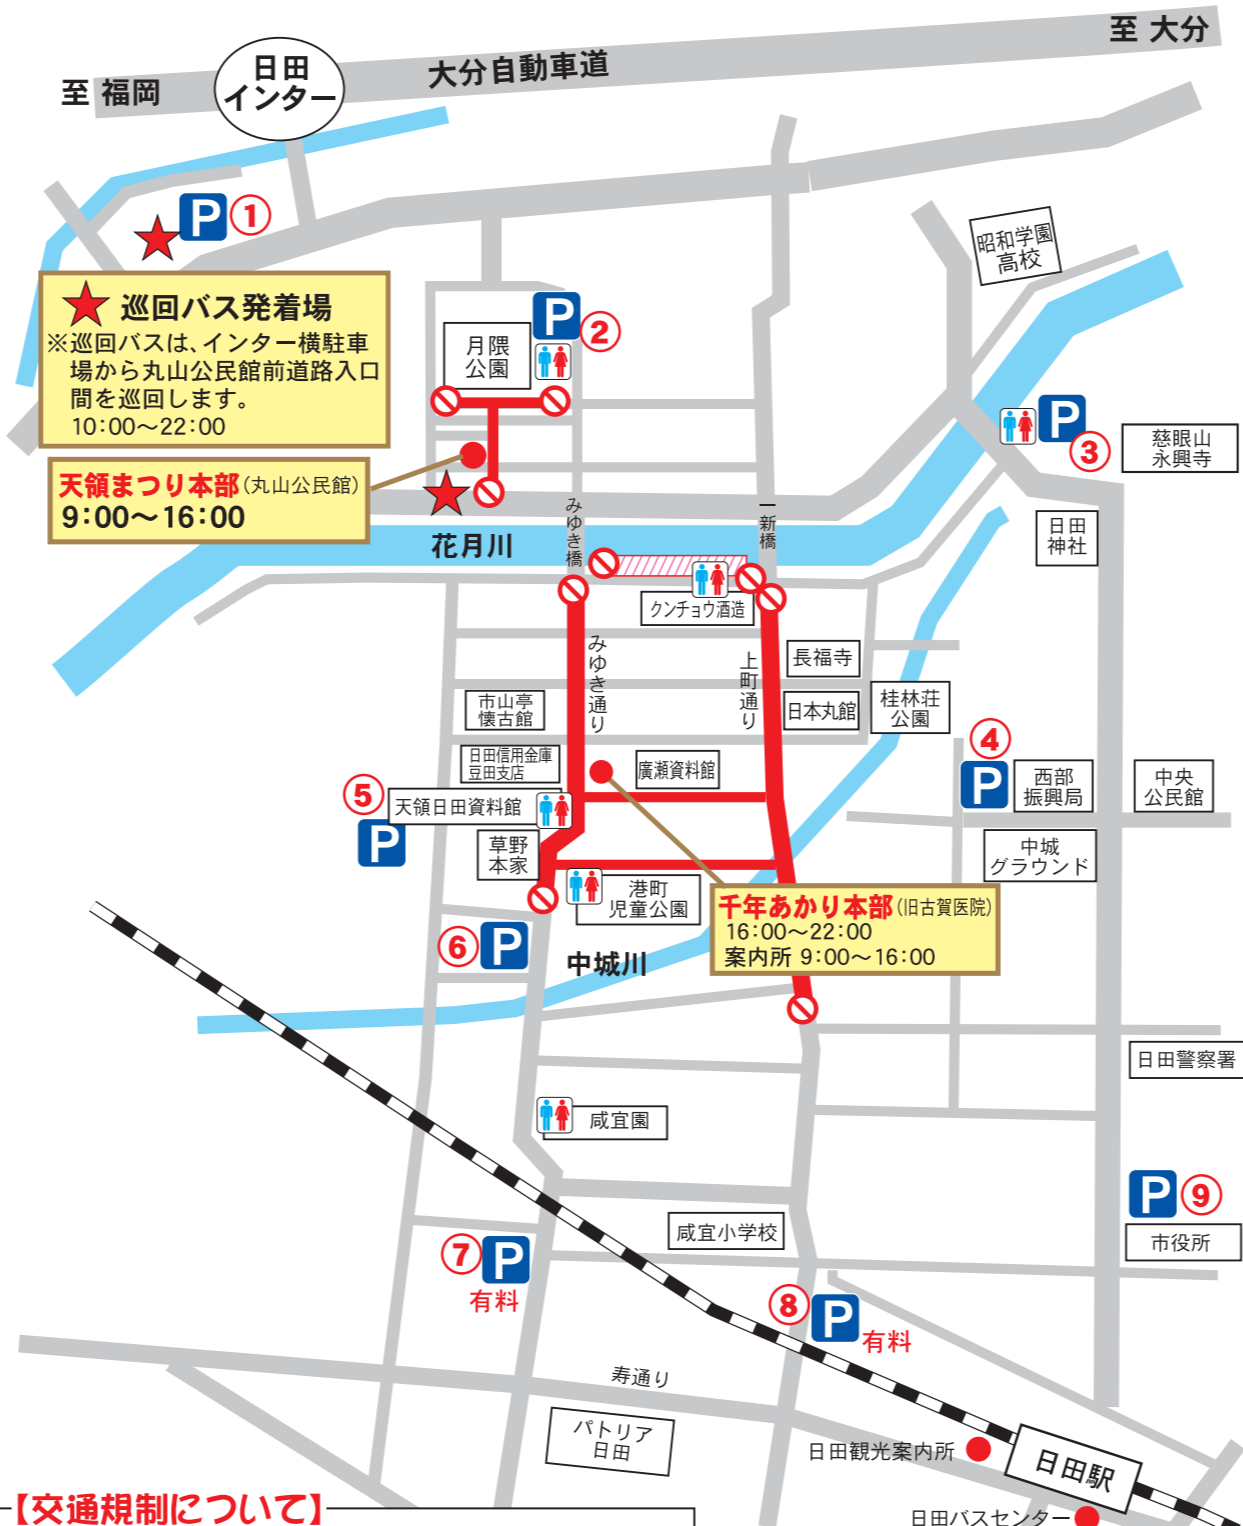 至 大分
大分自動車道
日田
インター
至 福岡
P ①
★ 巡回バス発着場
※巡回バスは、インター横駐車
場から丸山公民館前道路入口
間を巡回します。
10:00〜22:00
昭和学園
高校
月隈
公園
P ②
P ③
慈眼山
永興寺
天領まつり本部(丸山公民館)
9:00〜16:00
花月川
みゆき橋
一新橋
日田
神社
クンチョウ酒造
みゆき通り
上町通り
長福寺
日本丸館
桂林荘
公園
市山亭
懐古館
日田信用金庫
豆田支店
廣瀬資料館
④
P
西部
振興局
中央
公民館
⑤
P
天領日田資料館
草野
本家
中城
グラウンド
港町
児童公園
千年あかり本部(旧古賀医院)
16:00〜22:00
案内所 9:00〜16:00
⑥ P
中城川
日田警察署
咸宜園
P ⑨
市役所
咸宜小学校
⑦ P
有料
⑧ P
有料
寿通り
パトリア
日田
日田観光案内所
日田駅
日田バスセンター
【交通規制について】